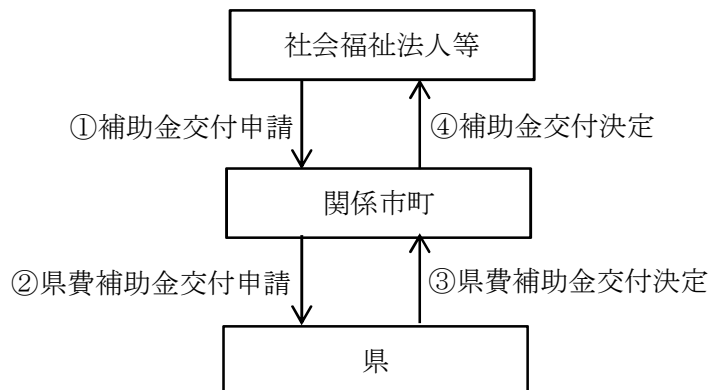 社会福祉法人等
①補助金交付申請
④補助金交付決定
関係市町
②県費補助金交付申請
③県費補助金交付決定
県